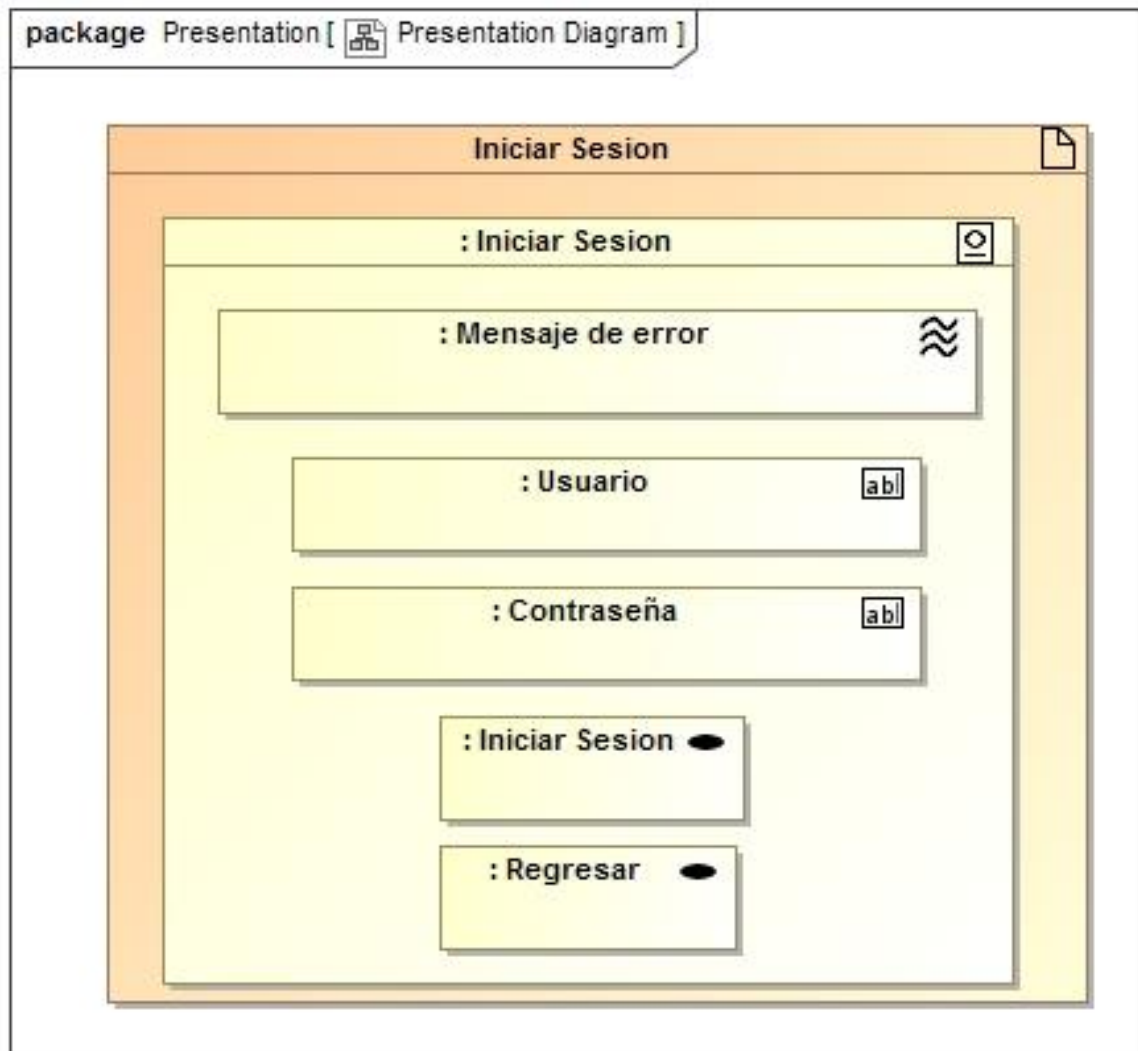 package Presentation [ Presentation Diagram ]
Iniciar Sesion
: Iniciar Sesion
: Mensaje de error
: Usuario
abl
: Contraseña
abl
: Iniciar Sesion
: Regresar